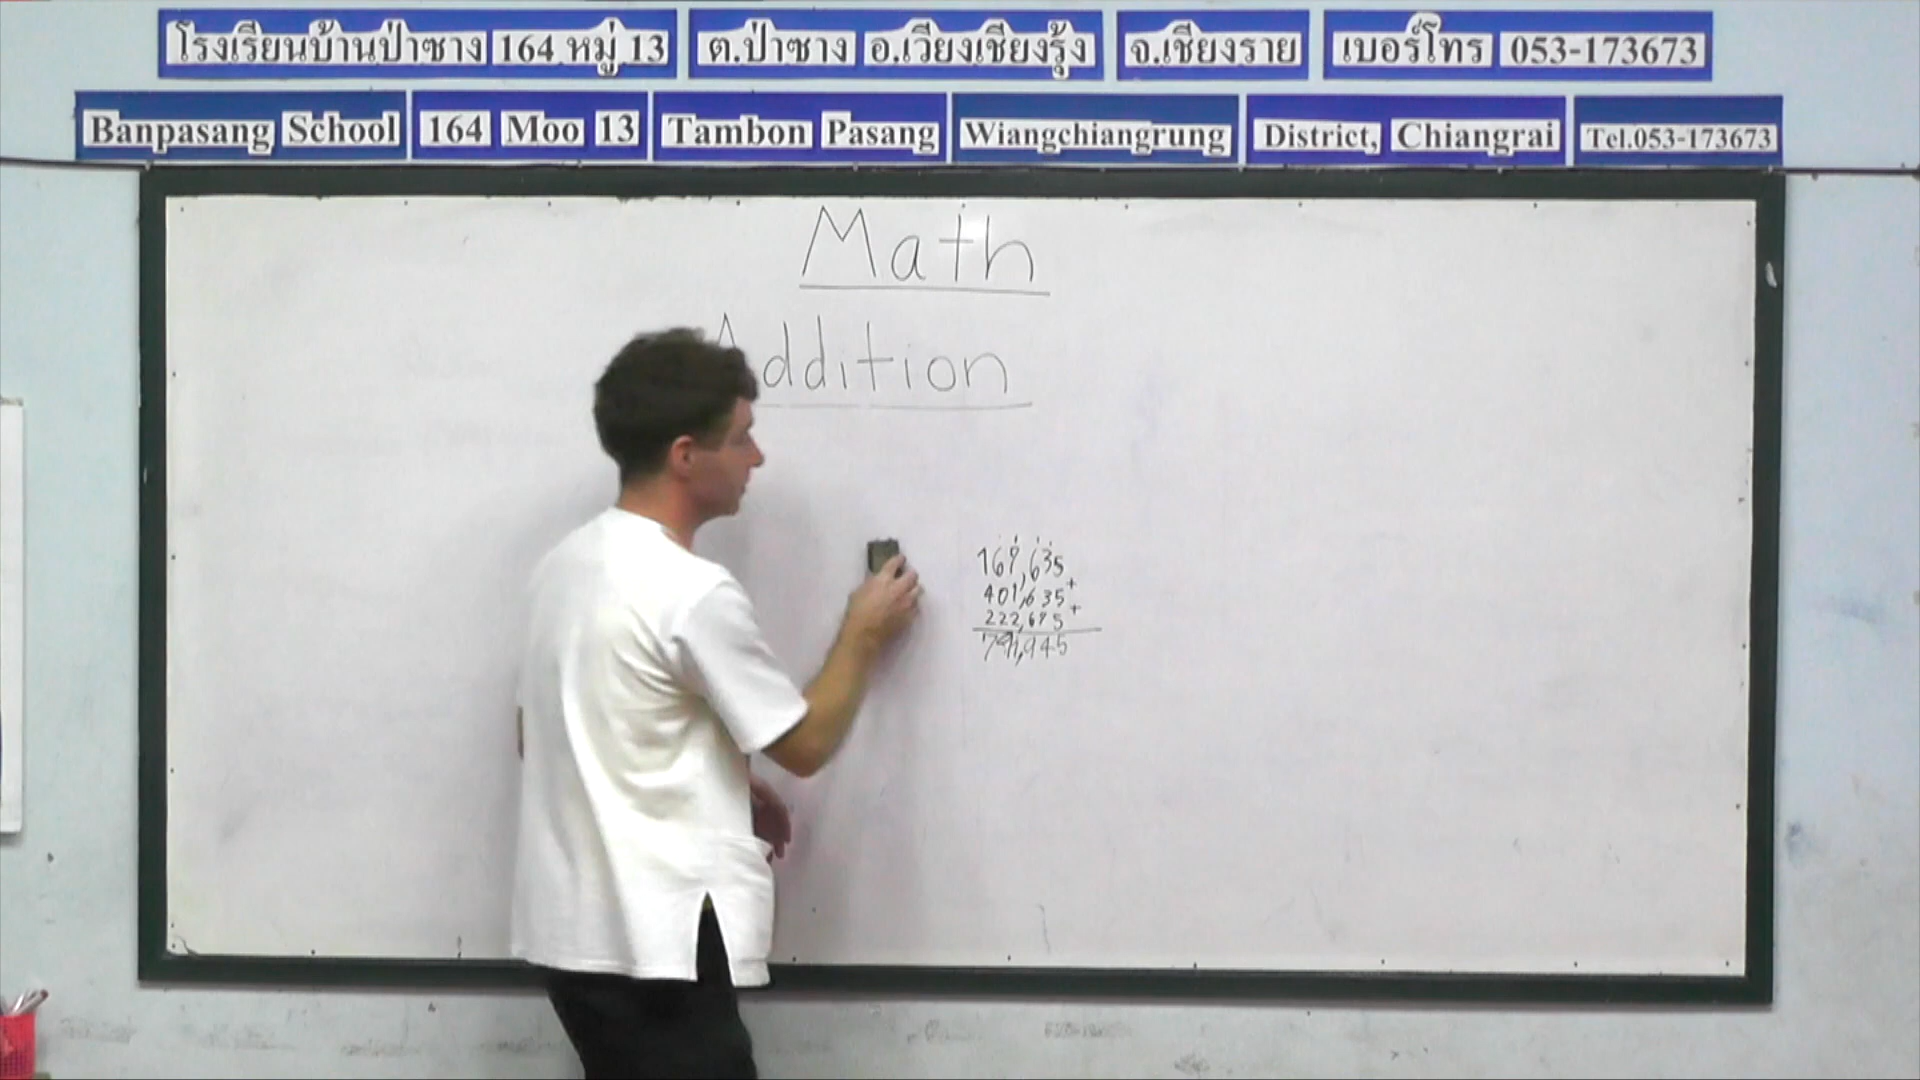 โรงเรียนบ้านป่าซาง 164 หมู่ 13 ต.ป่าซาง อ.เวียงเชียงรุ้ง จ.เชียงราย เบอร์โทร 053-173673
Banpasang School 164 Moo 13 Tambon Pasang Wiangchiangrung District, Chiangrai Tel.053-173673
Math
Addition
169,635
401,635 +
222,675 +
,945